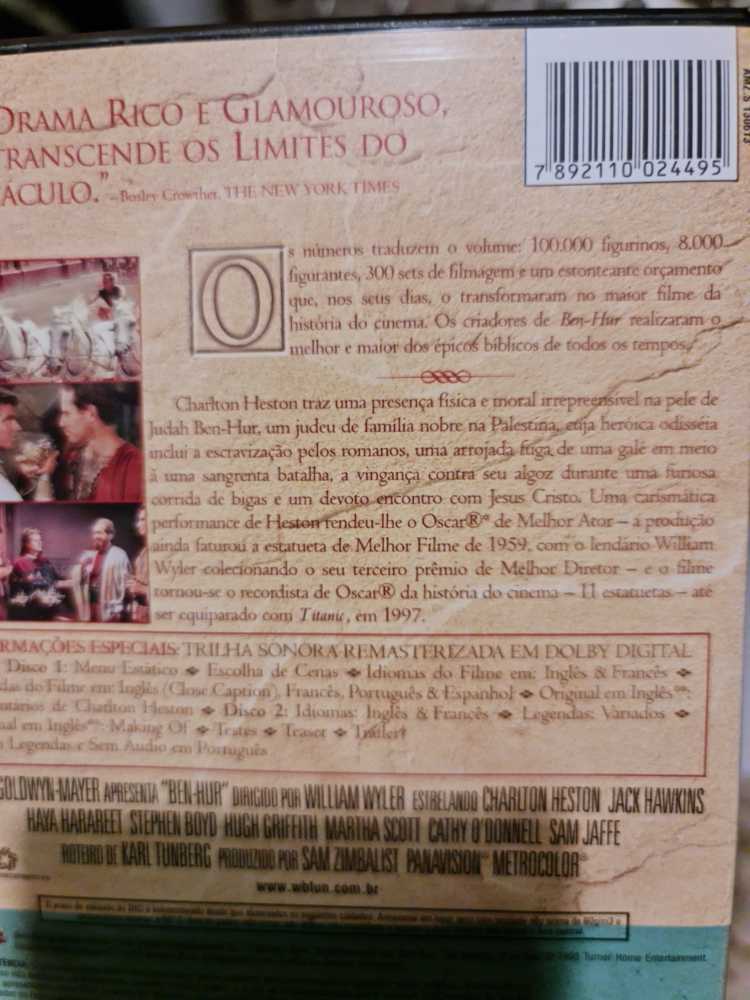 DRAMA RICO E GLAMOUROSO,
TRANSCENDE OS LIMITES DO
ACULO."
–Bosley Crowther, THE NEW YORK TIMES
7 892110 024495
Os números traduzem o volume: 100.000 figurinos, 8.000
figurantes, 300 sets de filmagem e um estonteante orçamento
que, nos seus dias, o transformaram no maior filme da
história do cinema. Os criadores de Ben-Hur realizaram o
melhor e maior dos épicos bíblicos de todos os tempos.
Charlton Heston traz uma presença física e moral irrepreensível na pele de
Judah Ben-Hur, um judeu de família nobre na Palestina, cuja heróica odisséia
inclui a escravização pelos romanos, uma arrojada fuga de uma galé em meio
à uma sangrenta batalha, a vingança contra seu algoz durante uma furiosa
corrida de bigas e um devoto encontro com Jesus Cristo. Uma carismática
performance de Heston rendeu-lhe o Oscar®* de Melhor Ator – a produção
ainda faturou a estatueta de Melhor Filme de 1959, com o lendário William
Wyler colecionando o seu terceiro prêmio de Melhor Diretor – e o filme
tornou-se o recordista de Oscar® da história do cinema – 11 estatuetas – até
ser equiparado com Titanic, em 1997.
RMAÇÕES ESPECIAIS: TRILHA SONORA REMASTERIZADA EM DOLBY DIGITAL
Disco 1: Menu Estático ❖ Escolha de Cenas ❖ Idiomas do Filme em: Inglês & Francês ❖
das do Filme em: Inglês (Close Caption), Francês, Português & Espanhol ❖ Original em Inglês**:
ntários de Charlton Heston ❖ Disco 2: Idiomas: Inglês & Francês ❖ Legendas: Variados ❖
nal em Inglês**: Making Of ❖ Testes ❖ Teaser ❖ Trailer†
Legendas e Sem Áudio em Português
GOLDWYN-MAYER APRESENTA "BEN-HUR" DIRIGIDO POR WILLIAM WYLER ESTRELANDO CHARLTON HESTON JACK HAWKINS
HAYA HARAREET STEPHEN BOYD HUGH GRIFFITH MARTHA SCOTT CATHY O'DONNELL SAM JAFFE
ROTEIRO DE KARL TUNBERG PRODUZIDO POR SAM ZIMBALIST PANAVISION® METROCOLOR®
www.wblun.com.br
Turner Home Entertainment.